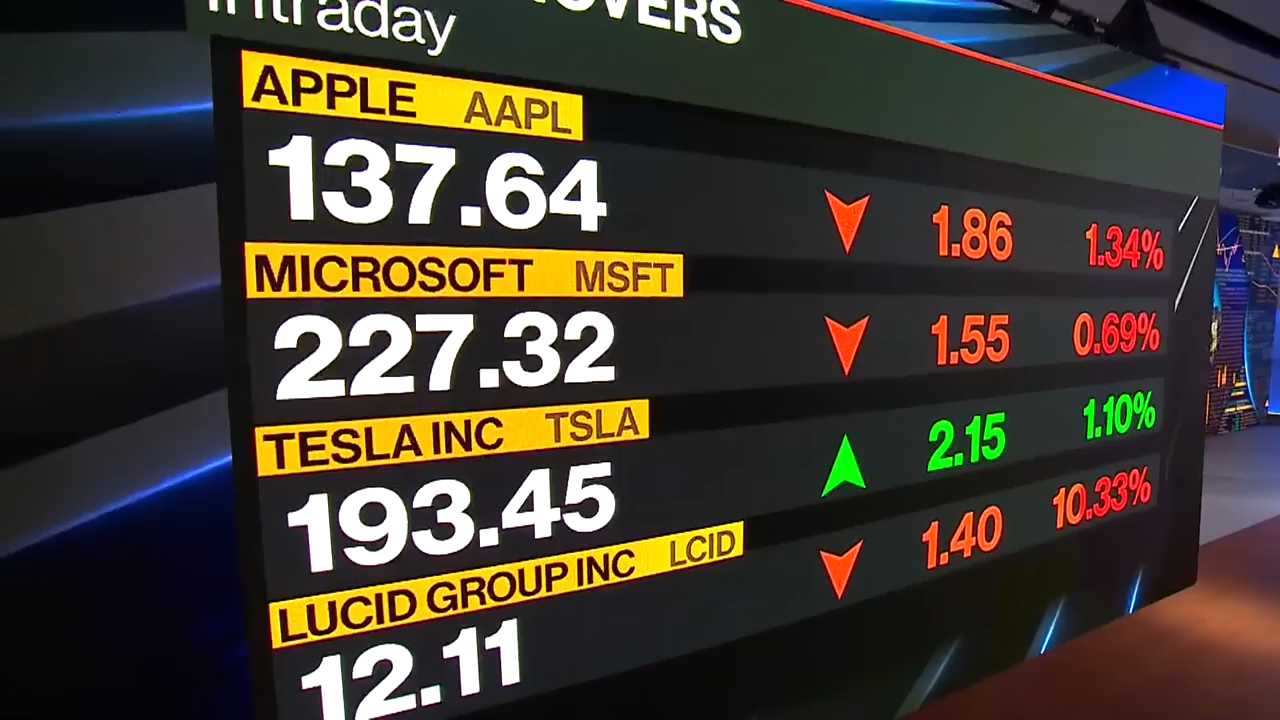 Intraday
APPLE AAPL
137.64 1.86 1.34%
MICROSOFT MSFT
227.32 1.55 0.69%
TESLA INC TSLA
193.45 2.15 1.10%
LUCID GROUP INC LCID
12.11 1.40 10.33%